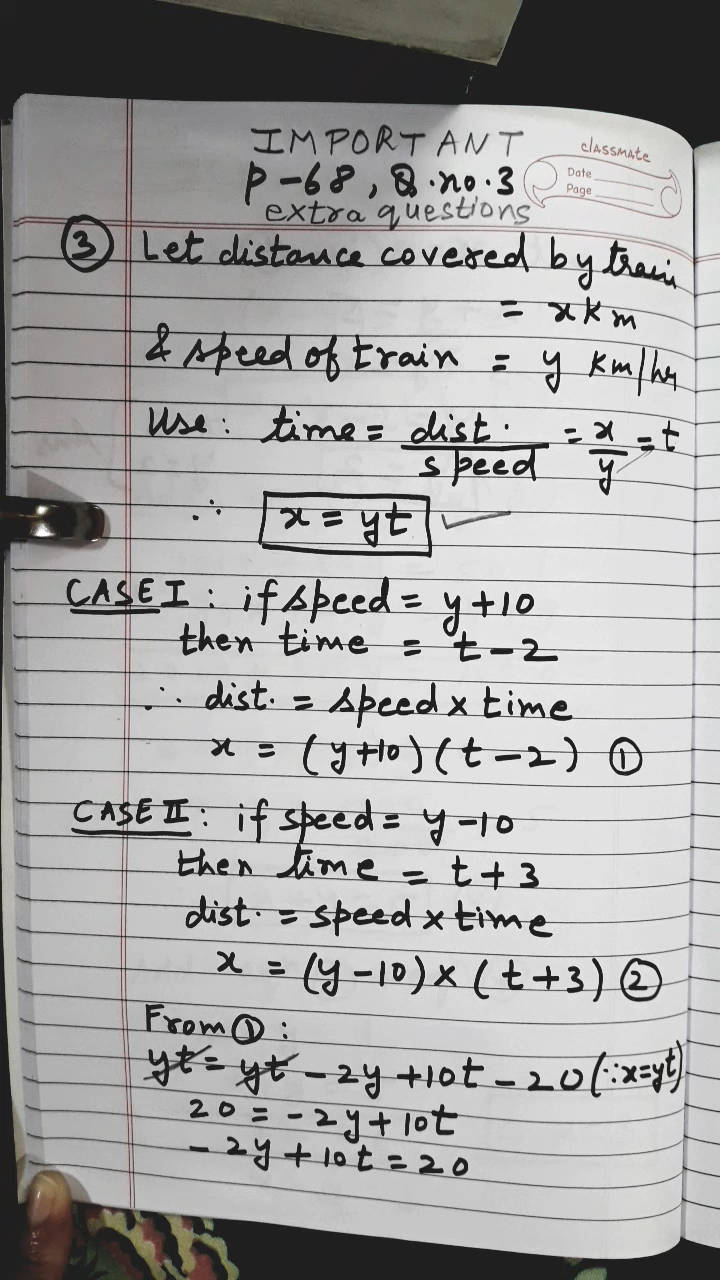 IMPORTANT
classmate
Date
P-68, Q.no.3
Page
extra questions
③ Let distance covered by train
= x km
& speed of train = y km/hr
Use: time = dist. / speed = x/y = t
∴ x = yt ✓
CASE I : if speed = y+10
then time = t-2
∴ dist. = speed x time
x = (y+10)(t-2) ①
CASE II : if speed = y-10
then time = t+3
dist. = speed x time
x = (y-10)x(t+3) ②
From ① :
yt = yt - 2y + 10t - 20 (∵ x=yt)
20 = -2y + 10t
- 2y + 10t = 20